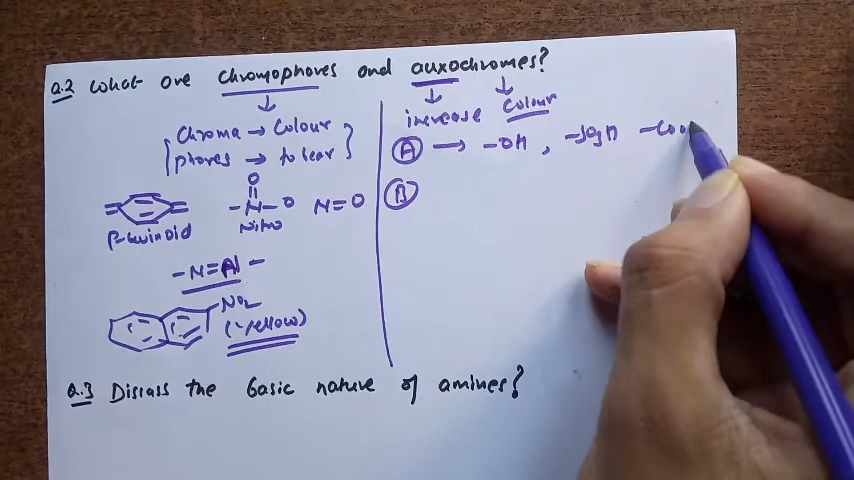 Q.2 What are chromophores and auxochromes?
Chroma → Colour
phores → to bear
O
- N - O N=O
Nitro
p-Quinoid
- N=N -
NO2
(-yellow)
increase Colour
A → -OH, -SO3H -Coo
B
Q.3 Discuss the basic nature of amines?